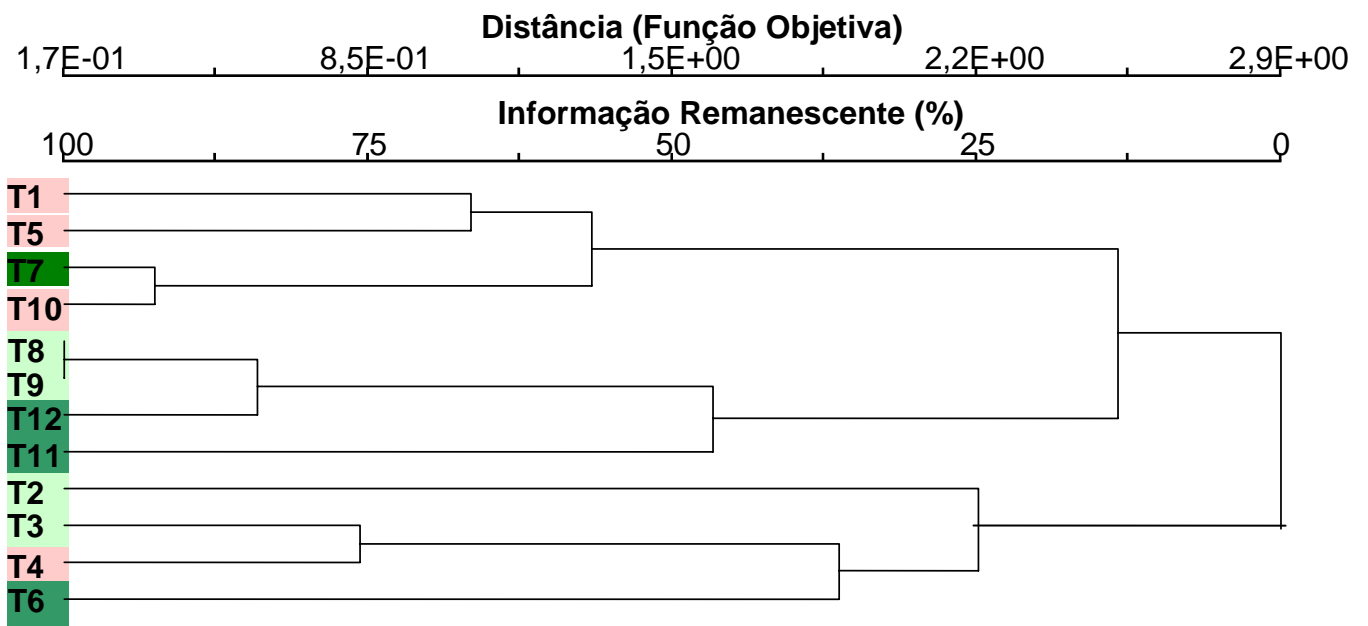 Distância (Função Objetiva)
1,7E-01 8,5E-01 1,5E+00 2,2E+00 2,9E+00
Informação Remanescente (%)
100 75 50 25 0
T1
T5
T7
T10
T8
T9
T12
T11
T2
T3
T4
T6